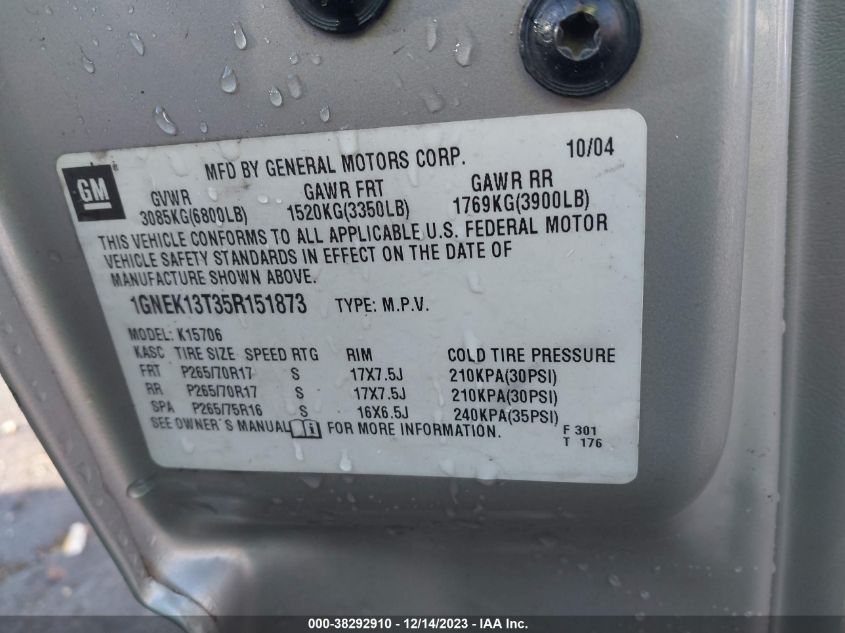 MFD BY GENERAL MOTORS CORP. 10/04
GM ®
GVWR GAWR FRT GAWR RR
3085KG(6800LB) 1520KG(3350LB) 1769KG(3900LB)
THIS VEHICLE CONFORMS TO ALL APPLICABLE U.S. FEDERAL MOTOR
VEHICLE SAFETY STANDARDS IN EFFECT ON THE DATE OF
MANUFACTURE SHOWN ABOVE.
1GNEK13T35R151873 TYPE: M.P.V.
MODEL: K15706
KASC TIRE SIZE SPEED RTG RIM COLD TIRE PRESSURE
FRT P265/70R17 S 17X7.5J 210KPA(30PSI)
RR P265/70R17 S 17X7.5J 210KPA(30PSI)
SPA P265/75R16 S 16X6.5J 240KPA(35PSI)
SEE OWNER'S MANUAL i FOR MORE INFORMATION.
F 301
T 176
000-38292910 - 12/14/2023 - IAA Inc.